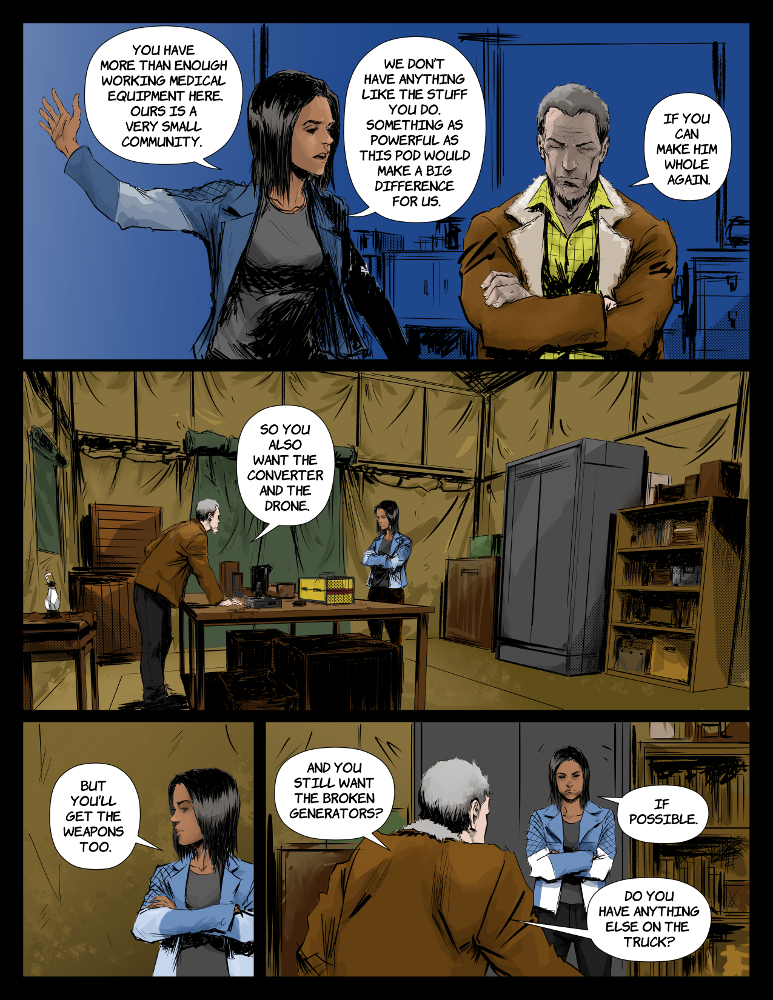 YOU HAVE
MORE THAN ENOUGH
WORKING MEDICAL
EQUIPMENT HERE.
OURS IS A
VERY SMALL
COMMUNITY.
WE DON'T
HAVE ANYTHING
LIKE THE STUFF
YOU DO.
SOMETHING AS
POWERFUL AS
THIS POD WOULD
MAKE A BIG
DIFFERENCE
FOR US.
IF YOU
CAN
MAKE HIM
WHOLE
AGAIN.
SO YOU
ALSO
WANT THE
CONVERTER
AND THE
DRONE.
BUT
YOU'LL
GET THE
WEAPONS
TOO.
AND YOU
STILL WANT
THE BROKEN
GENERATORS?
IF
POSSIBLE.
DO YOU
HAVE ANYTHING
ELSE ON THE
TRUCK?